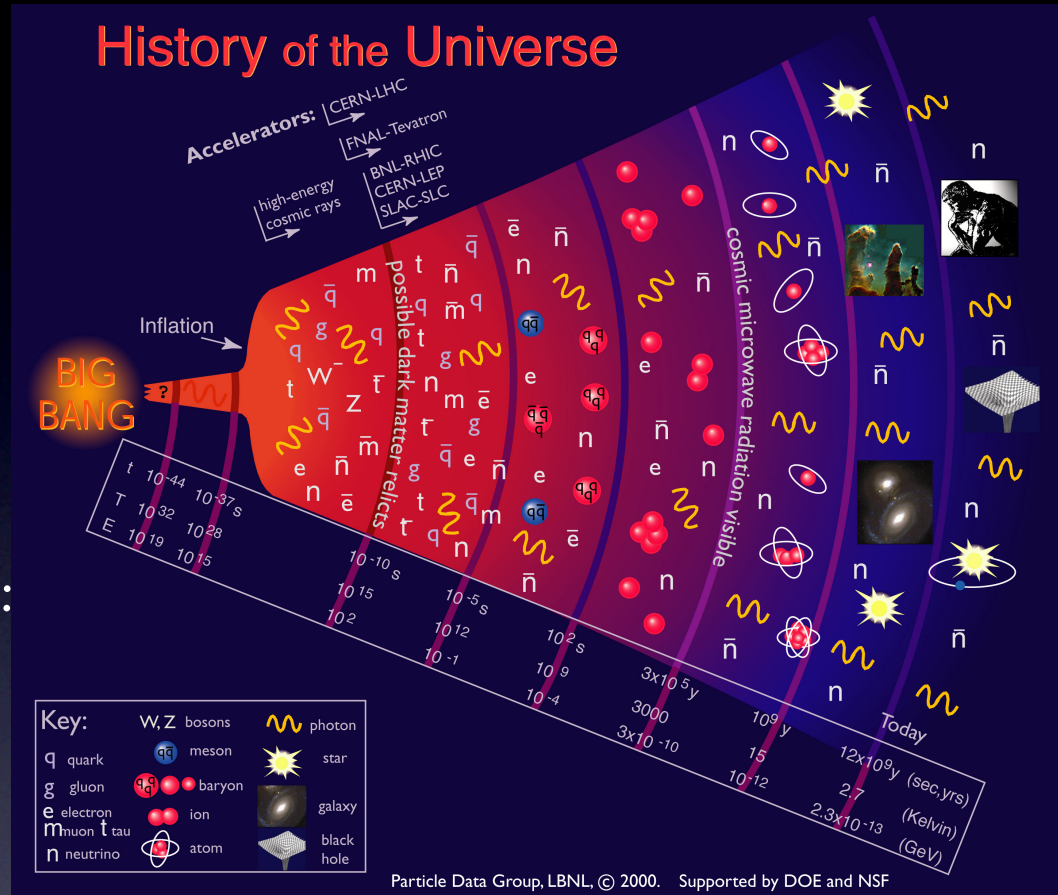 History of the Universe
Accelerators:
CERN-LHC
FNAL-Tevatron
BNL-RHIC
CERN-LEP
SLAC-SLC
high-energy
cosmic rays
Inflation
BIG
BANG
?
possible dark matter relicts
cosmic microwave radiation visible
q̄ m t n̄ q̄ ē n̄ n n n̄ n̄ n
q̄ g q q m̄ q t g
q t W⁻ Z t̄ n m ē t̄ g
q̄ m̄ n̄ e n ē g q̄ e n̄ t q̄ m t̄ q n
qq̄ e q q q q̄ q̄ q̄ n e qq̄ ē n̄
e n̄ e n n n n̄ n n n̄ n̄ n n̄
t 10⁻⁴⁴ 10⁻³⁷ s 10⁻¹⁰ s 10⁻⁵ s 10² s 3x10⁵ y 10⁹ y 12x10⁹ y (sec,yrs)
T 10³² 10²⁸ 10¹⁵ 10¹² 10⁹ 3000 15 2.7 (Kelvin)
E 10¹⁹ 10¹⁵ 10² 10⁻¹ 10⁻⁴ 3x10⁻¹⁰ 10⁻¹² 2.3x10⁻¹³ (GeV)
Today
Key:
q quark
g gluon
e electron
m muon t tau
n neutrino
W, Z bosons
qq̄ meson
q q q baryon
ion
atom
photon
star
galaxy
black
hole
Particle Data Group, LBNL, © 2000. Supported by DOE and NSF